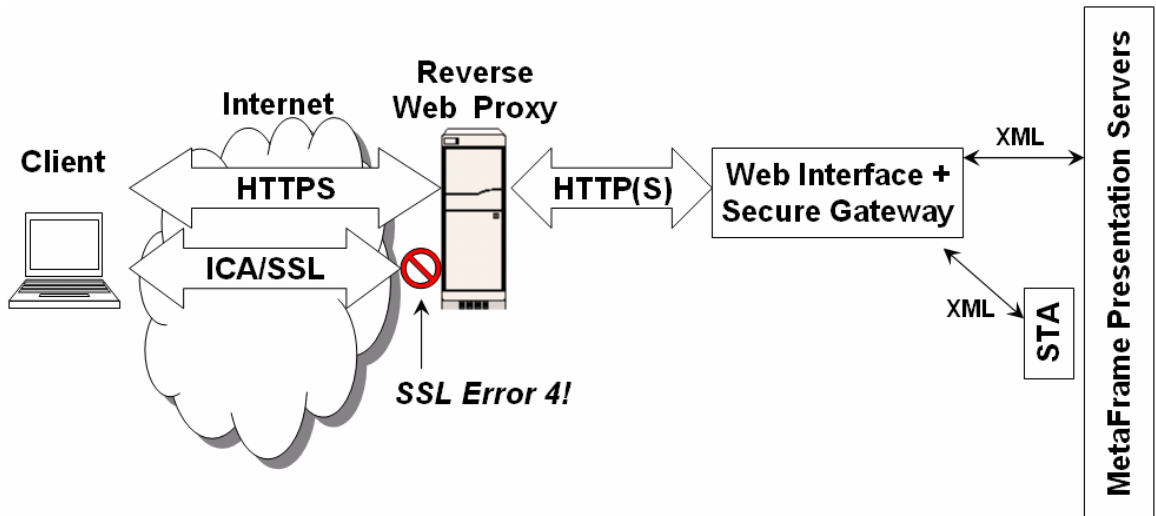 Reverse
Web Proxy
Internet
Client
HTTPS
HTTP(S)
Web Interface +
Secure Gateway
XML
ICA/SSL
XML
STA
SSL Error 4!
MetaFrame Presentation Servers